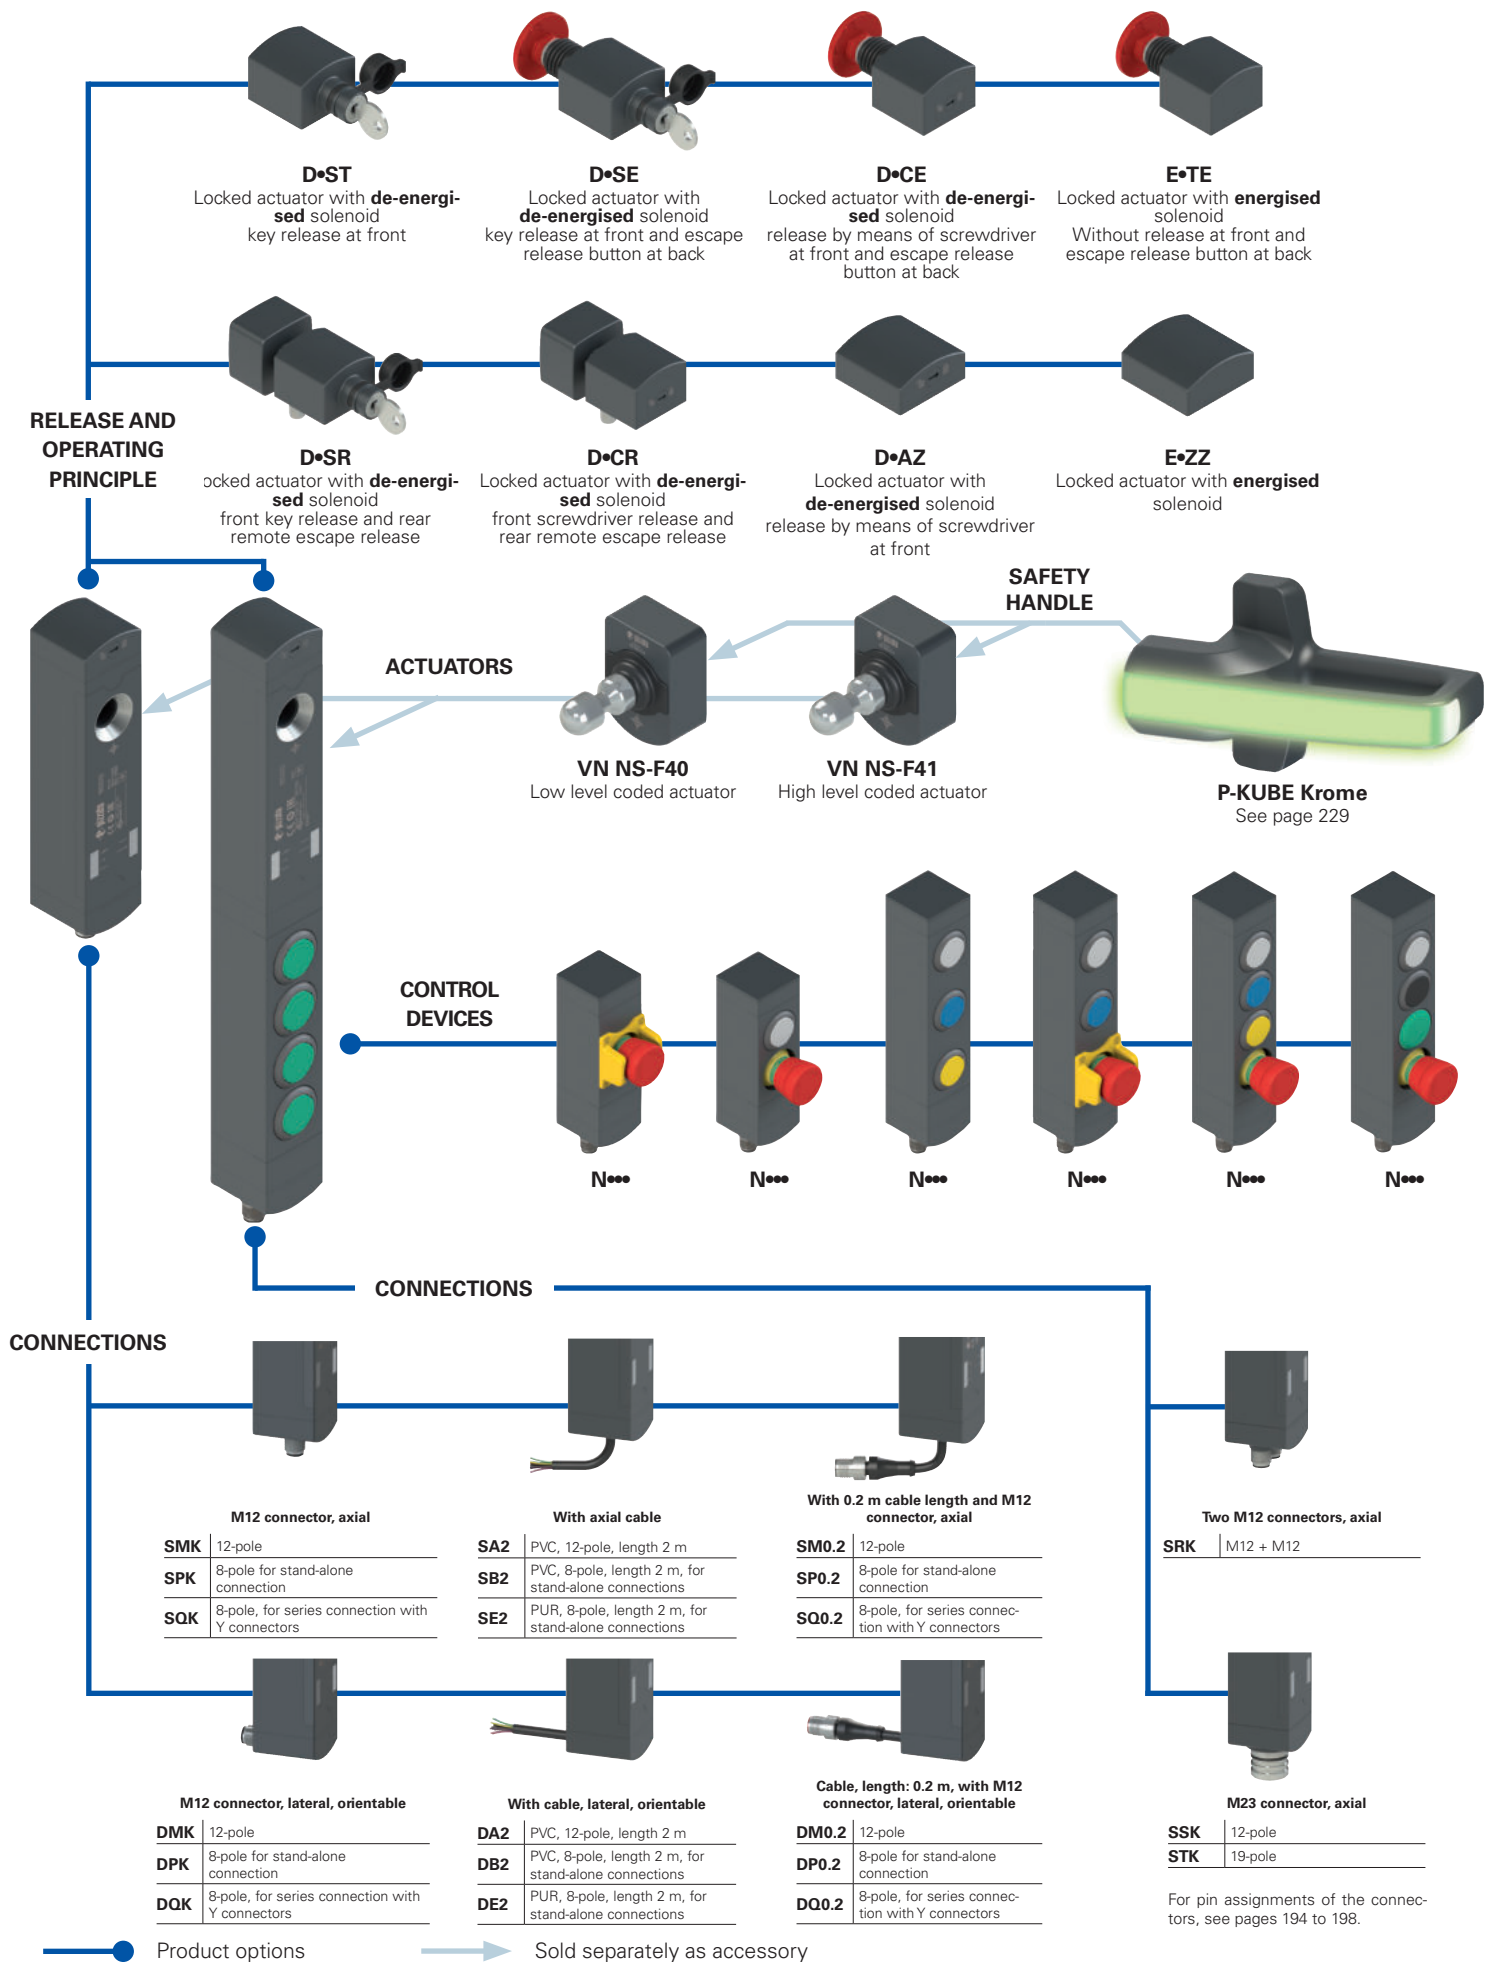 D•ST
Locked actuator with de-energi-
sed solenoid
key release at front
D•SE
Locked actuator with
de-energised solenoid
key release at front and escape
release button at back
D•CE
Locked actuator with de-energi-
sed solenoid
release by means of screwdriver
at front and escape release
button at back
E•TE
Locked actuator with energised
solenoid
Without release at front and
escape release button at back
RELEASE AND
OPERATING
PRINCIPLE
D•SR
ocked actuator with de-energi-
sed solenoid
front key release and rear
remote escape release
D•CR
Locked actuator with de-energi-
sed solenoid
front screwdriver release and
rear remote escape release
D•AZ
Locked actuator with
de-energised solenoid
release by means of screwdriver
at front
E•ZZ
Locked actuator with energised
solenoid
SAFETY
HANDLE
ACTUATORS
VN NS-F40
Low level coded actuator
VN NS-F41
High level coded actuator
P-KUBE Krome
See page 229
CONTROL
DEVICES
N•••
N•••
N•••
N•••
N•••
N•••
CONNECTIONS
CONNECTIONS
M12 connector, axial
SMK 12-pole
SPK 8-pole for stand-alone
connection
SQK 8-pole, for series connection with
Y connectors
With axial cable
SA2 PVC, 12-pole, length 2 m
SB2 PVC, 8-pole, length 2 m, for
stand-alone connections
SE2 PUR, 8-pole, length 2 m, for
stand-alone connections
With 0.2 m cable length and M12
connector, axial
SM0.2 12-pole
SP0.2 8-pole for stand-alone
connection
SQ0.2 8-pole, for series connec-
tion with Y connectors
Two M12 connectors, axial
SRK M12 + M12
M12 connector, lateral, orientable
DMK 12-pole
DPK 8-pole for stand-alone
connection
DQK 8-pole, for series connection with
Y connectors
With cable, lateral, orientable
DA2 PVC, 12-pole, length 2 m
DB2 PVC, 8-pole, length 2 m, for
stand-alone connections
DE2 PUR, 8-pole, length 2 m, for
stand-alone connections
Cable, length: 0.2 m, with M12
connector, lateral, orientable
DM0.2 12-pole
DP0.2 8-pole for stand-alone
connection
DQ0.2 8-pole, for series connec-
tion with Y connectors
M23 connector, axial
SSK 12-pole
STK 19-pole
For pin assignments of the connec-
tors, see pages 194 to 198.
Product options
Sold separately as accessory